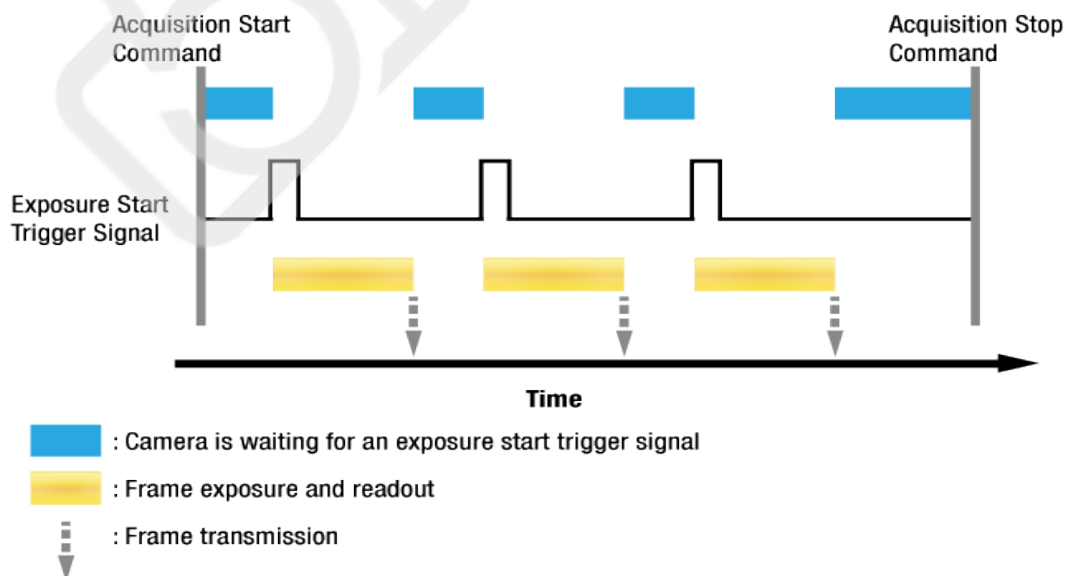 Acquisition Start
Command
Acquisition Stop
Command
Exposure Start
Trigger Signal
Time
: Camera is waiting for an exposure start trigger signal
: Frame exposure and readout
: Frame transmission